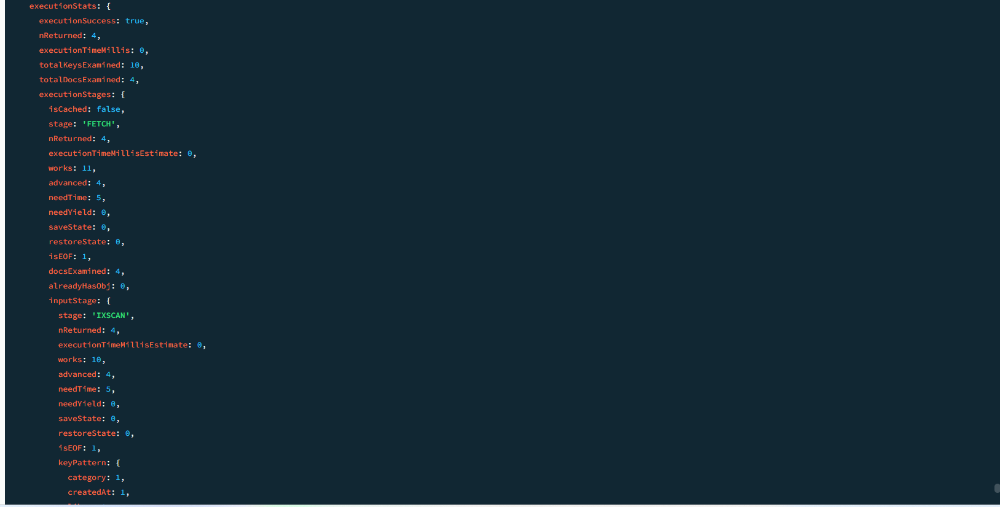 executionStats: {
executionSuccess: true,
nReturned: 4,
executionTimeMillis: 0,
totalKeysExamined: 10,
totalDocsExamined: 4,
executionStages: {
isCached: false,
stage: 'FETCH',
nReturned: 4,
executionTimeMillisEstimate: 0,
works: 11,
advanced: 4,
needTime: 5,
needYield: 0,
saveState: 0,
restoreState: 0,
isEOF: 1,
docsExamined: 4,
alreadyHasObj: 0,
inputStage: {
stage: 'IXSCAN',
nReturned: 4,
executionTimeMillisEstimate: 0,
works: 10,
advanced: 4,
needTime: 5,
needYield: 0,
saveState: 0,
restoreState: 0,
isEOF: 1,
keyPattern: {
category: 1,
createdAt: 1,